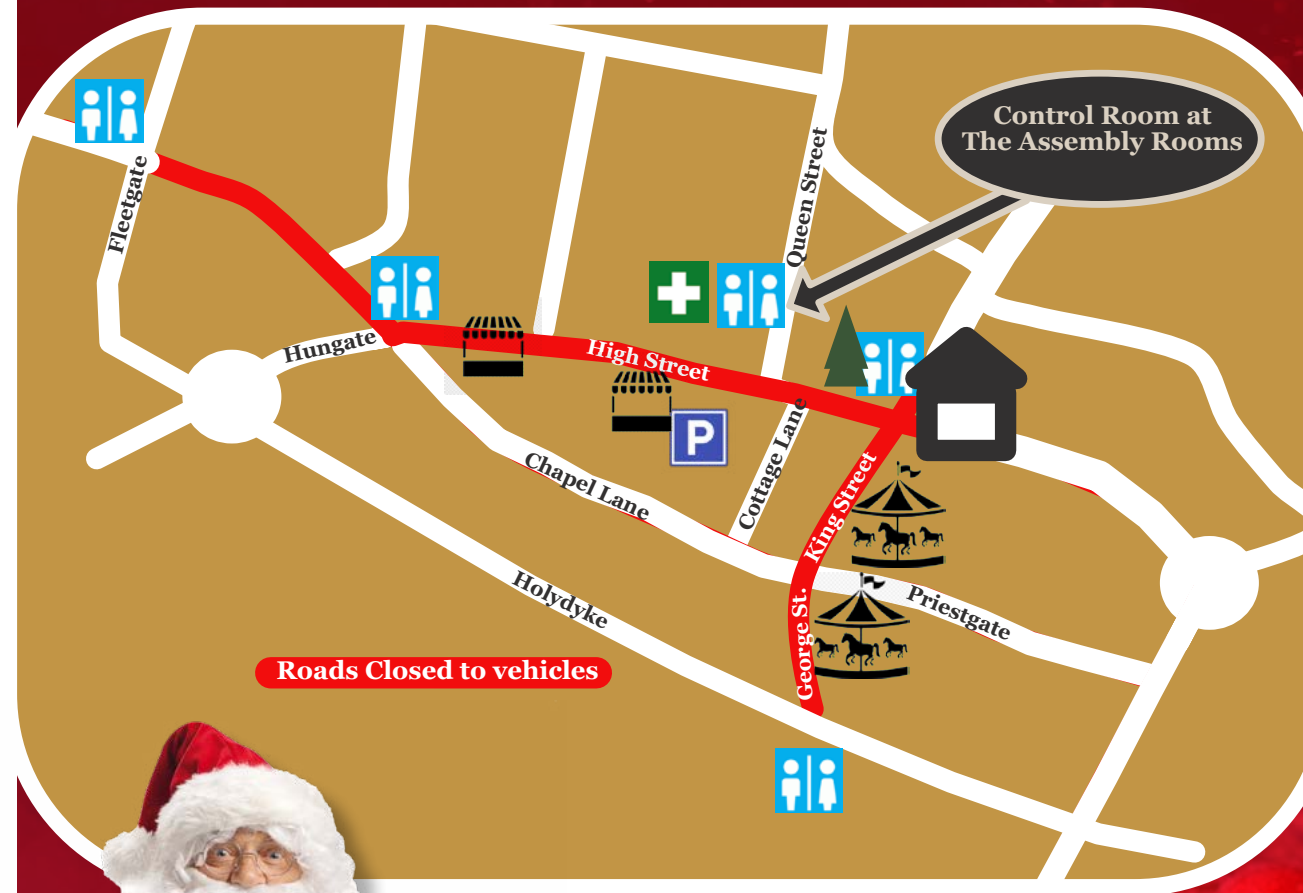 Control Room at
The Assembly Rooms
Fleetgate
Queen Street
Hungate
High Street
P
Cottage Lane
King Street
Chapel Lane
Holydyke
Priestgate
George St.
Roads Closed to vehicles